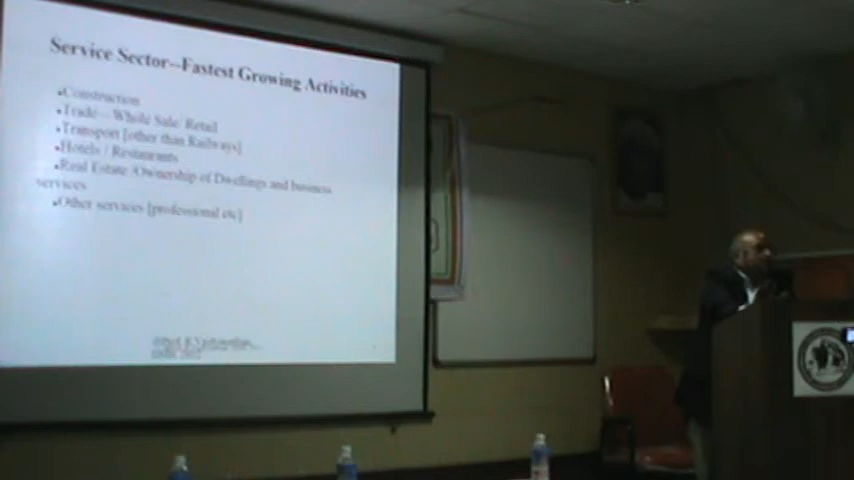 Service Sector--Fastest Growing Activities
•Construction
•Trade--Whole Sale/ Retail
•Transport [other than Railways]
•Hotels / Restaurants
•Real Estate /Ownership of Dwellings and business
services
•Other services [professional etc]